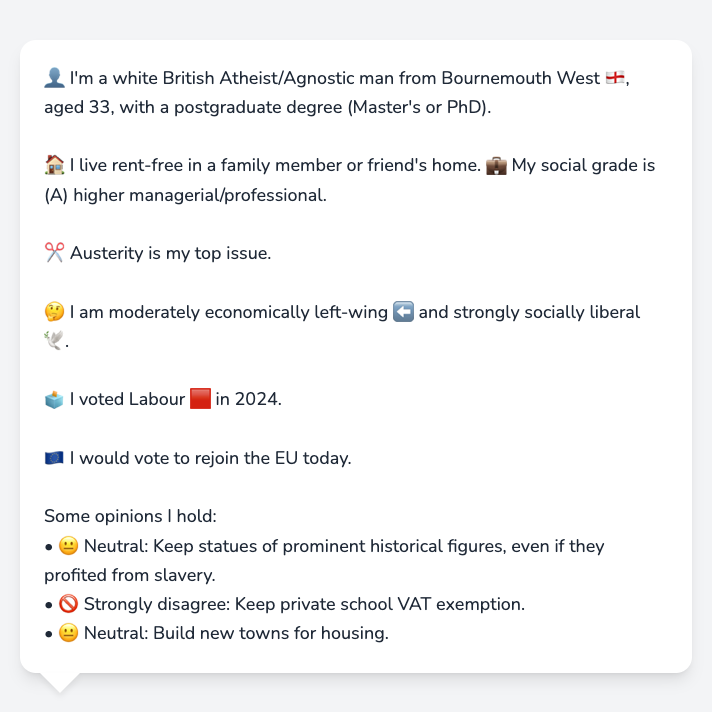 👤 I'm a white British Atheist/Agnostic man from Bournemouth West 🏴󠁧󠁢󠁥󠁮󠁧󠁿,
aged 33, with a postgraduate degree (Master's or PhD).
🏠 I live rent-free in a family member or friend's home. 💼 My social grade is
(A) higher managerial/professional.
✂️ Austerity is my top issue.
🤔 I am moderately economically left-wing ⬅️ and strongly socially liberal
🕊️.
🗳️ I voted Labour 🟥 in 2024.
🇪🇺 I would vote to rejoin the EU today.
Some opinions I hold:
• 😐 Neutral: Keep statues of prominent historical figures, even if they
profited from slavery.
• 🚫 Strongly disagree: Keep private school VAT exemption.
• 😐 Neutral: Build new towns for housing.